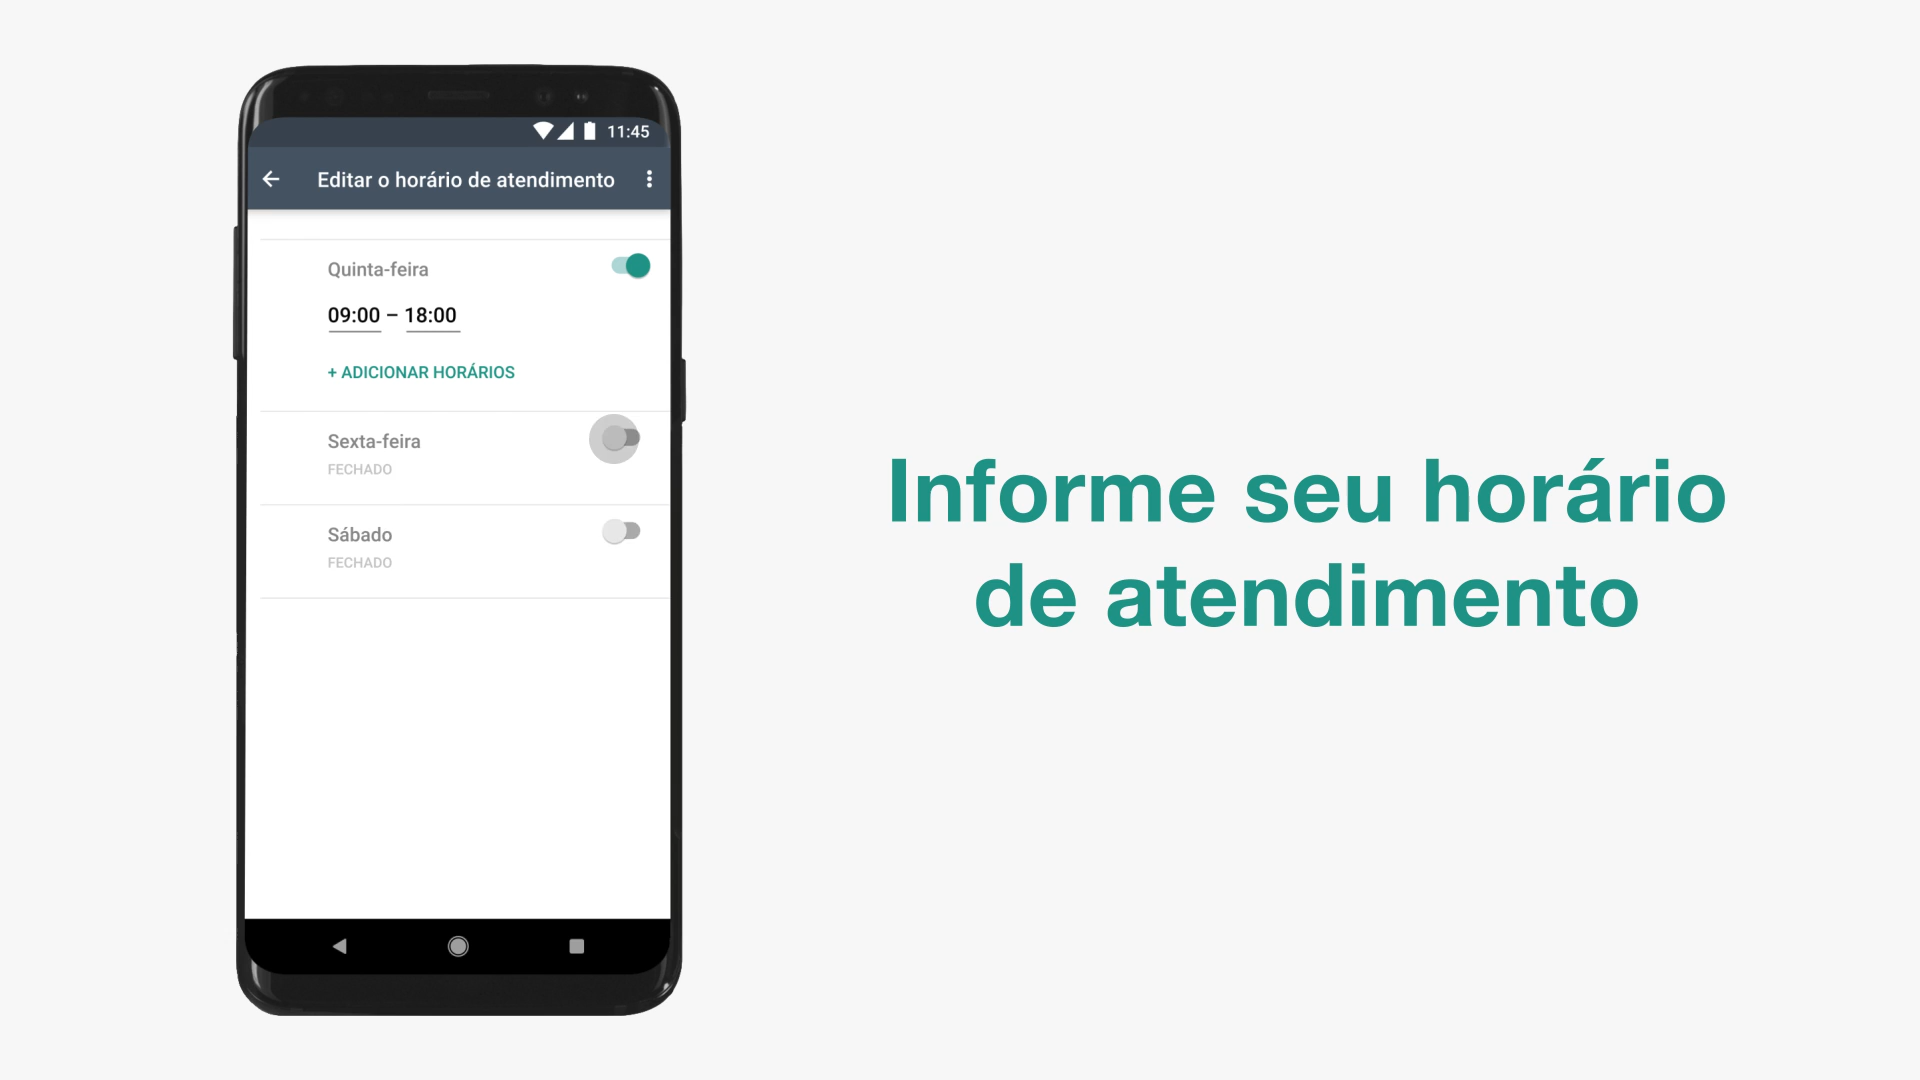 11:45
Editar o horário de atendimento
Quinta-feira
09:00 – 18:00
+ ADICIONAR HORÁRIOS
Sexta-feira
FECHADO
Sábado
FECHADO
Informe seu horário
de atendimento